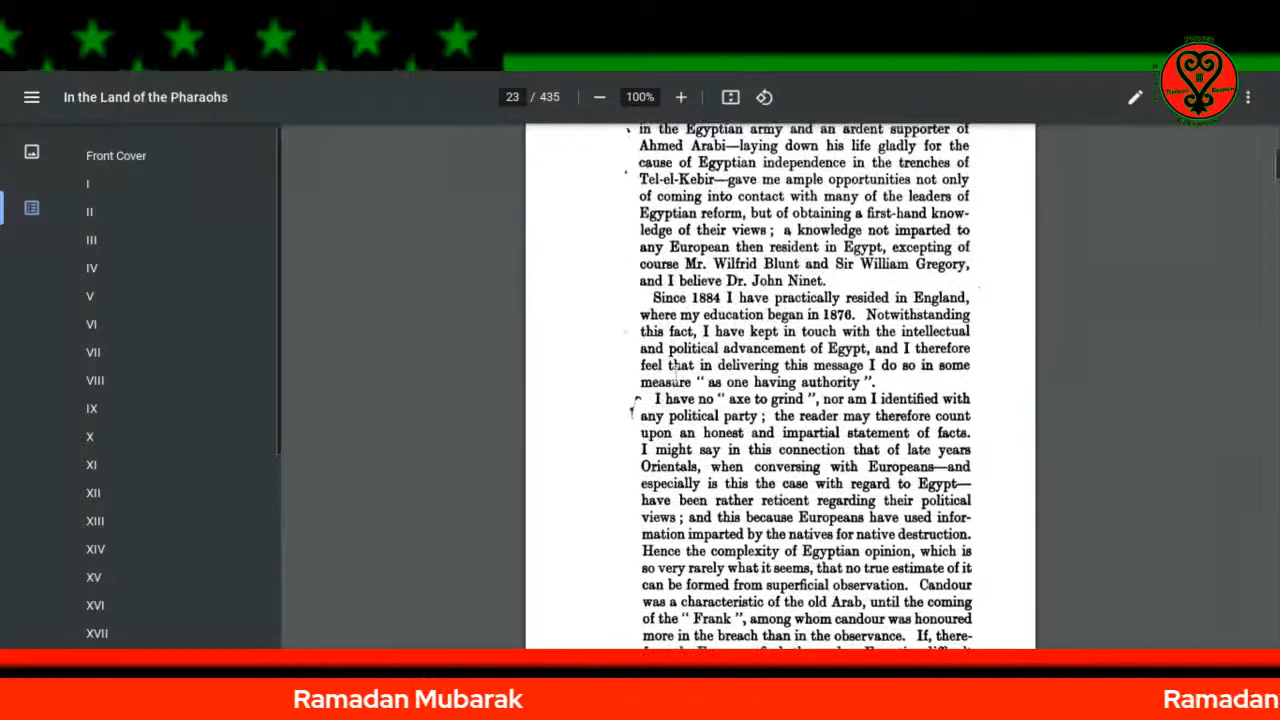 In the Land of the Pharaohs
23 / 435
100%
Front Cover
I
II
III
IV
V
VI
VII
VIII
IX
X
XI
XII
XIII
XIV
XV
XVI
XVII
in the Egyptian army and an ardent supporter of
Ahmed Arabi—laying down his life gladly for the
cause of Egyptian independence in the trenches of
Tel-el-Kebir—gave me ample opportunities not only
of coming into contact with many of the leaders of
Egyptian reform, but of obtaining a first-hand know-
ledge of their views ; a knowledge not imparted to
any European then resident in Egypt, excepting of
course Mr. Wilfrid Blunt and Sir William Gregory,
and I believe Dr. John Ninet.
Since 1884 I have practically resided in England,
where my education began in 1876. Notwithstanding
this fact, I have kept in touch with the intellectual
and political advancement of Egypt, and I therefore
feel that in delivering this message I do so in some
measure “ as one having authority ”.
I have no “ axe to grind ”, nor am I identified with
any political party ; the reader may therefore count
upon an honest and impartial statement of facts.
I might say in this connection that of late years
Orientals, when conversing with Europeans—and
especially is this the case with regard to Egypt—
have been rather reticent regarding their political
views ; and this because Europeans have used infor-
mation imparted by the natives for native destruction.
Hence the complexity of Egyptian opinion, which is
so very rarely what it seems, that no true estimate of it
can be formed from superficial observation. Candour
was a characteristic of the old Arab, until the coming
of the “ Frank ”, among whom candour was honoured
more in the breach than in the observance. If, there-
Ramadan Mubarak
Ramadan